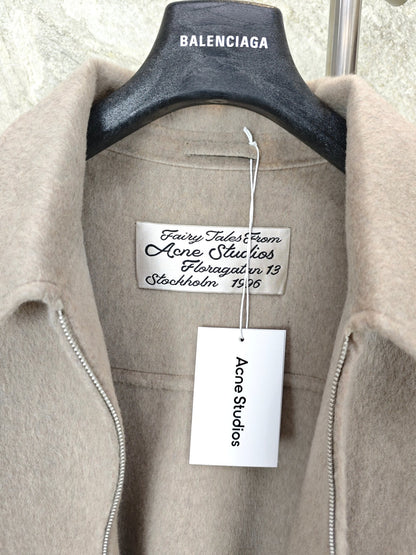 BALENCIAGA
Fairy Tales From
Acne Studios
Floragatan 13
Stockholm 1996
Acne Studios